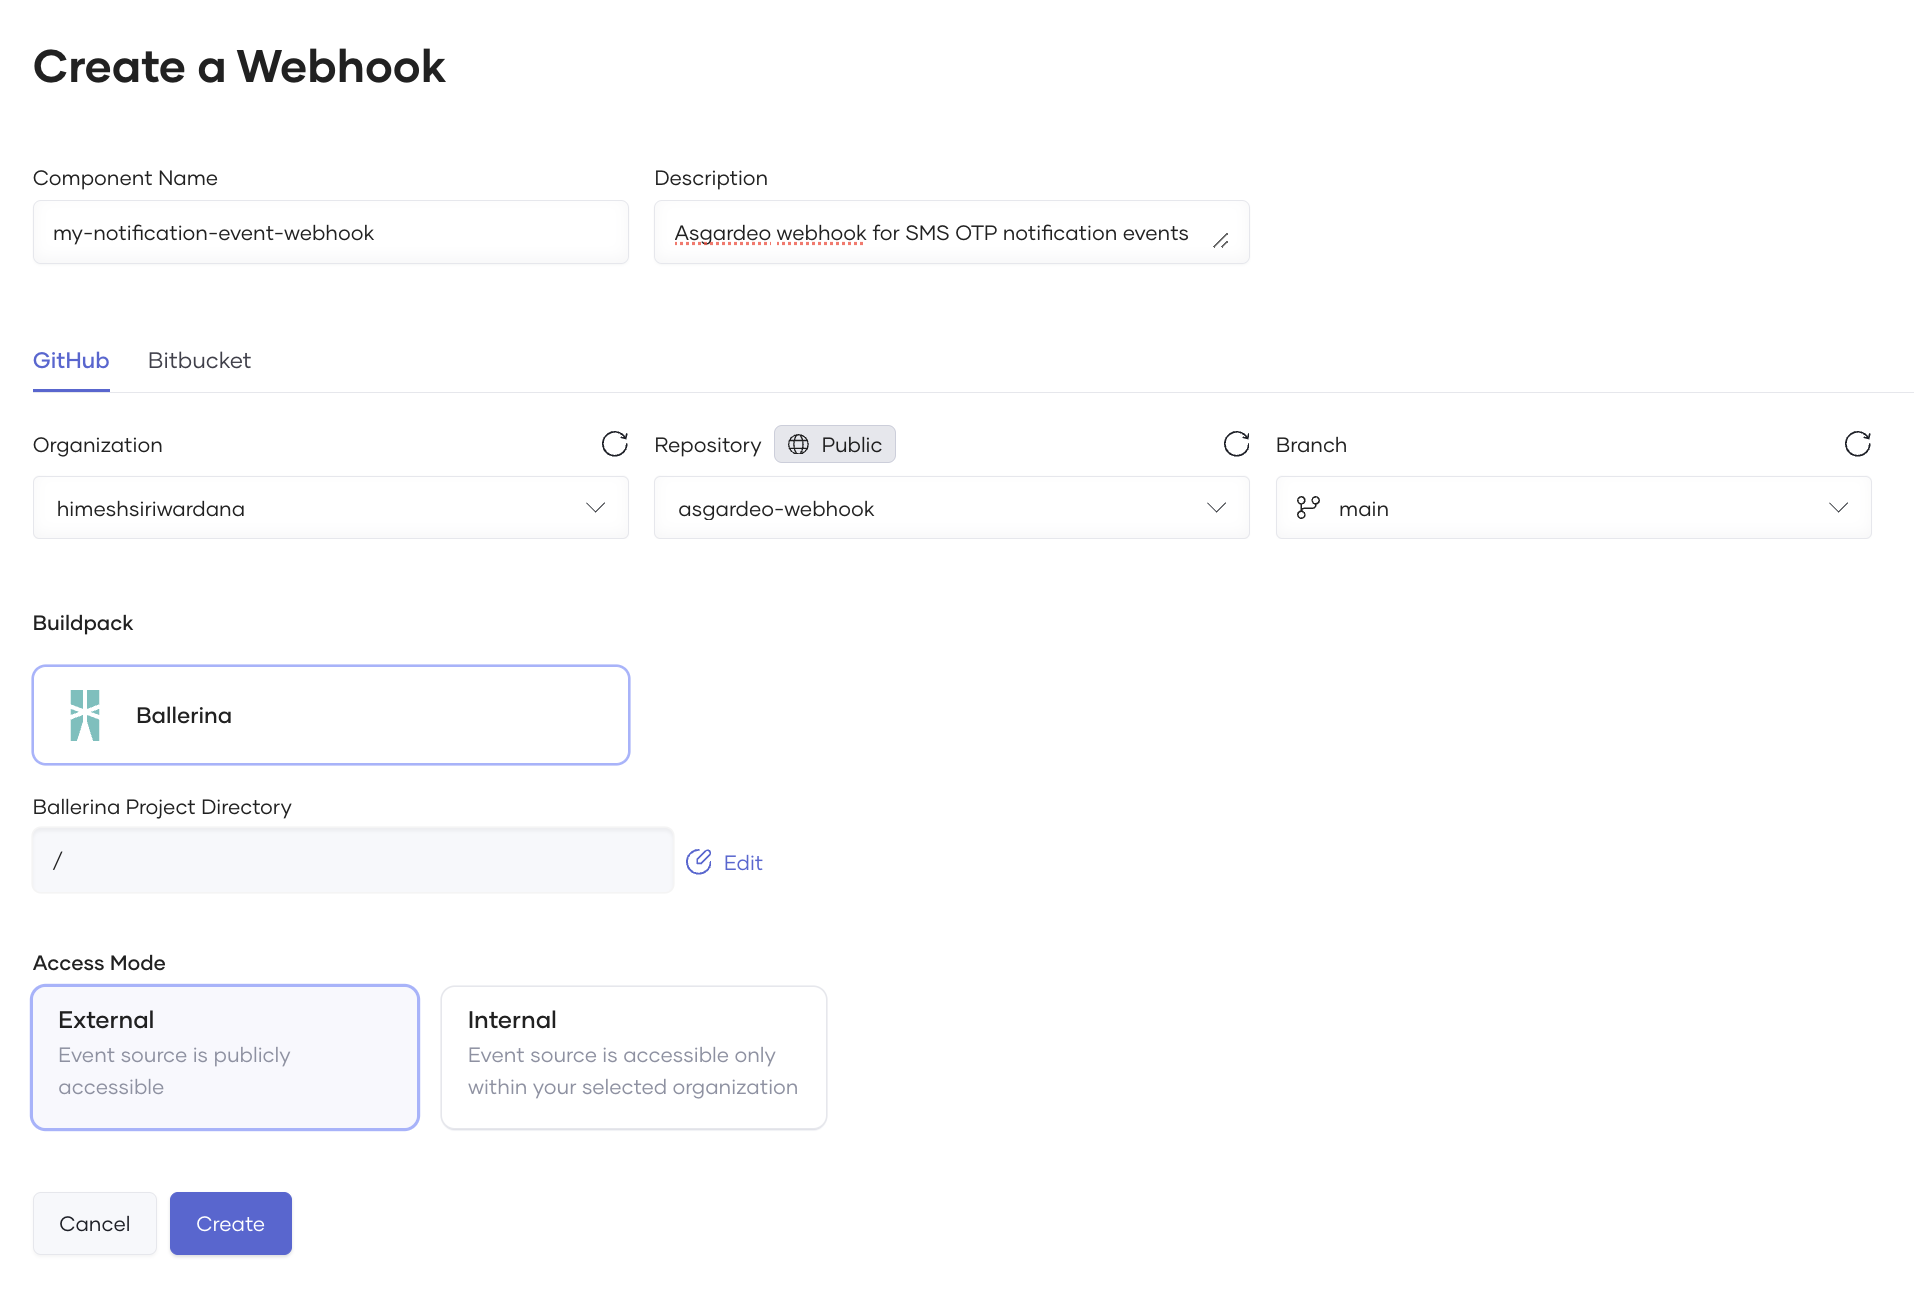 Create a Webhook
Component Name
Description
my-notification-event-webhook
Asgardeo webhook for SMS OTP notification events
GitHub
Bitbucket
Organization
Repository
Public
Branch
himeshsiriwardana
asgardeo-webhook
main
Buildpack
Ballerina
Ballerina Project Directory
/
Edit
Access Mode
External
Event source is publicly
accessible
Internal
Event source is accessible only
within your selected organization
Cancel
Create